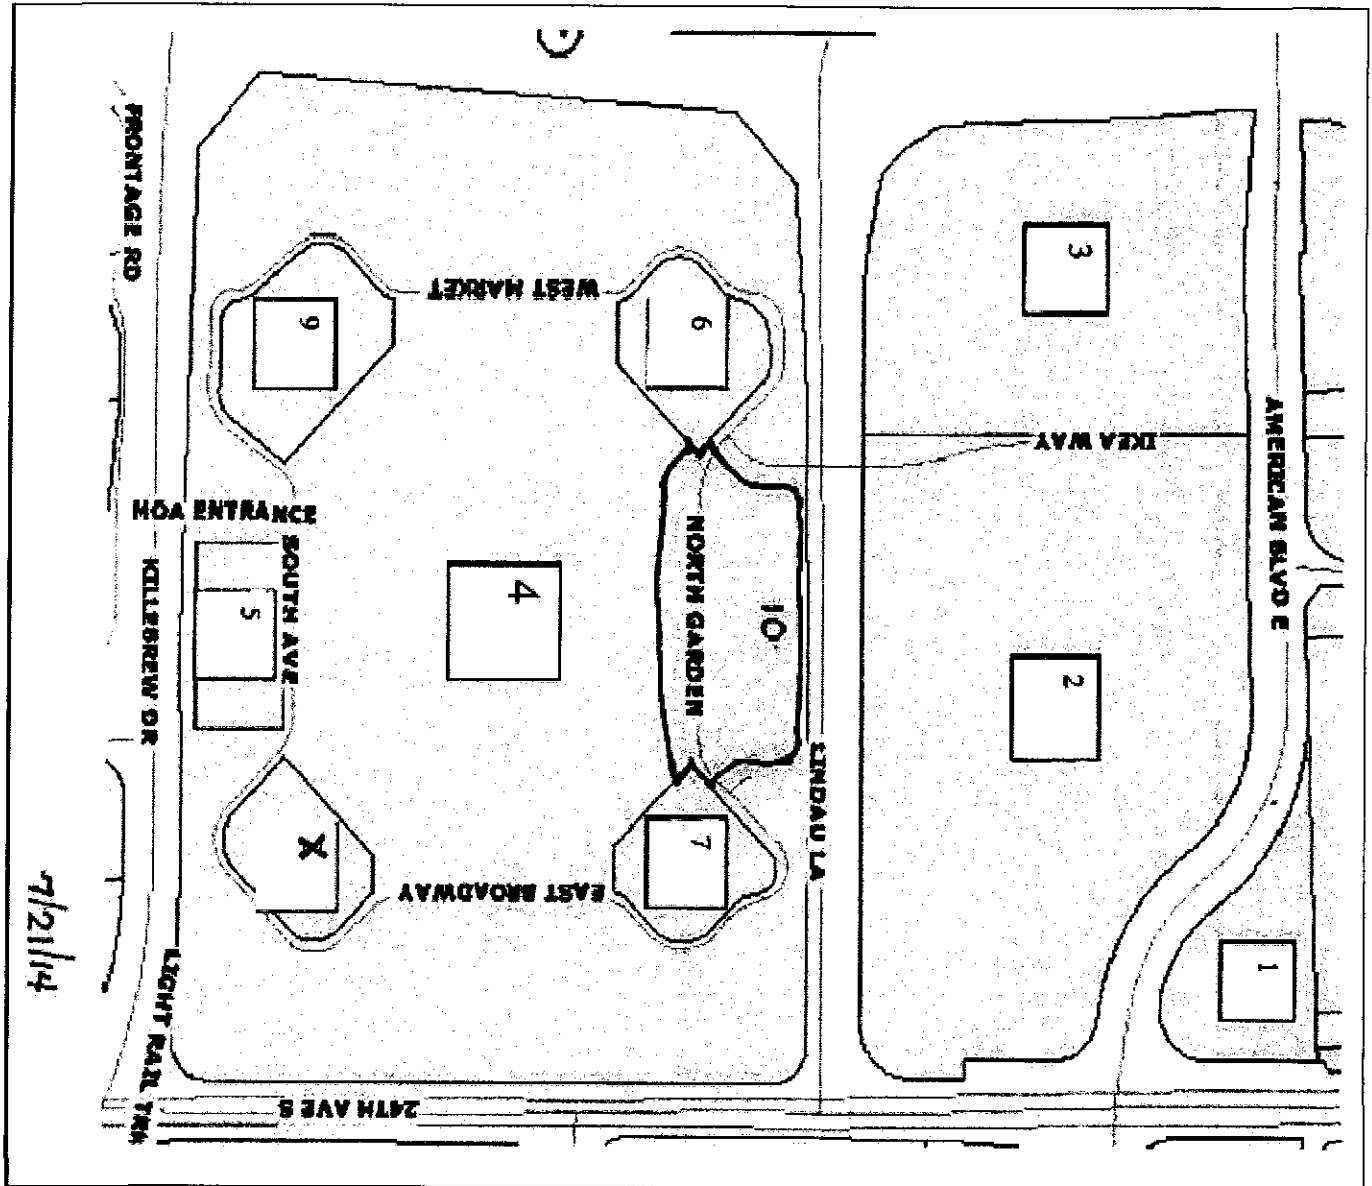 FRONTAGE RD
WEST MARKET
3
9
6
IKEA WAY
AMERICAN BLVD E
MOA ENTRANCE
SOUTH AVE
KILLEBREW DR
5
4
NORTH GARDEN
10
2
LINDAU LA
X
7
EAST BROADWAY
7/21/14
LIGHT RAIL TRK
1
24TH AVE S